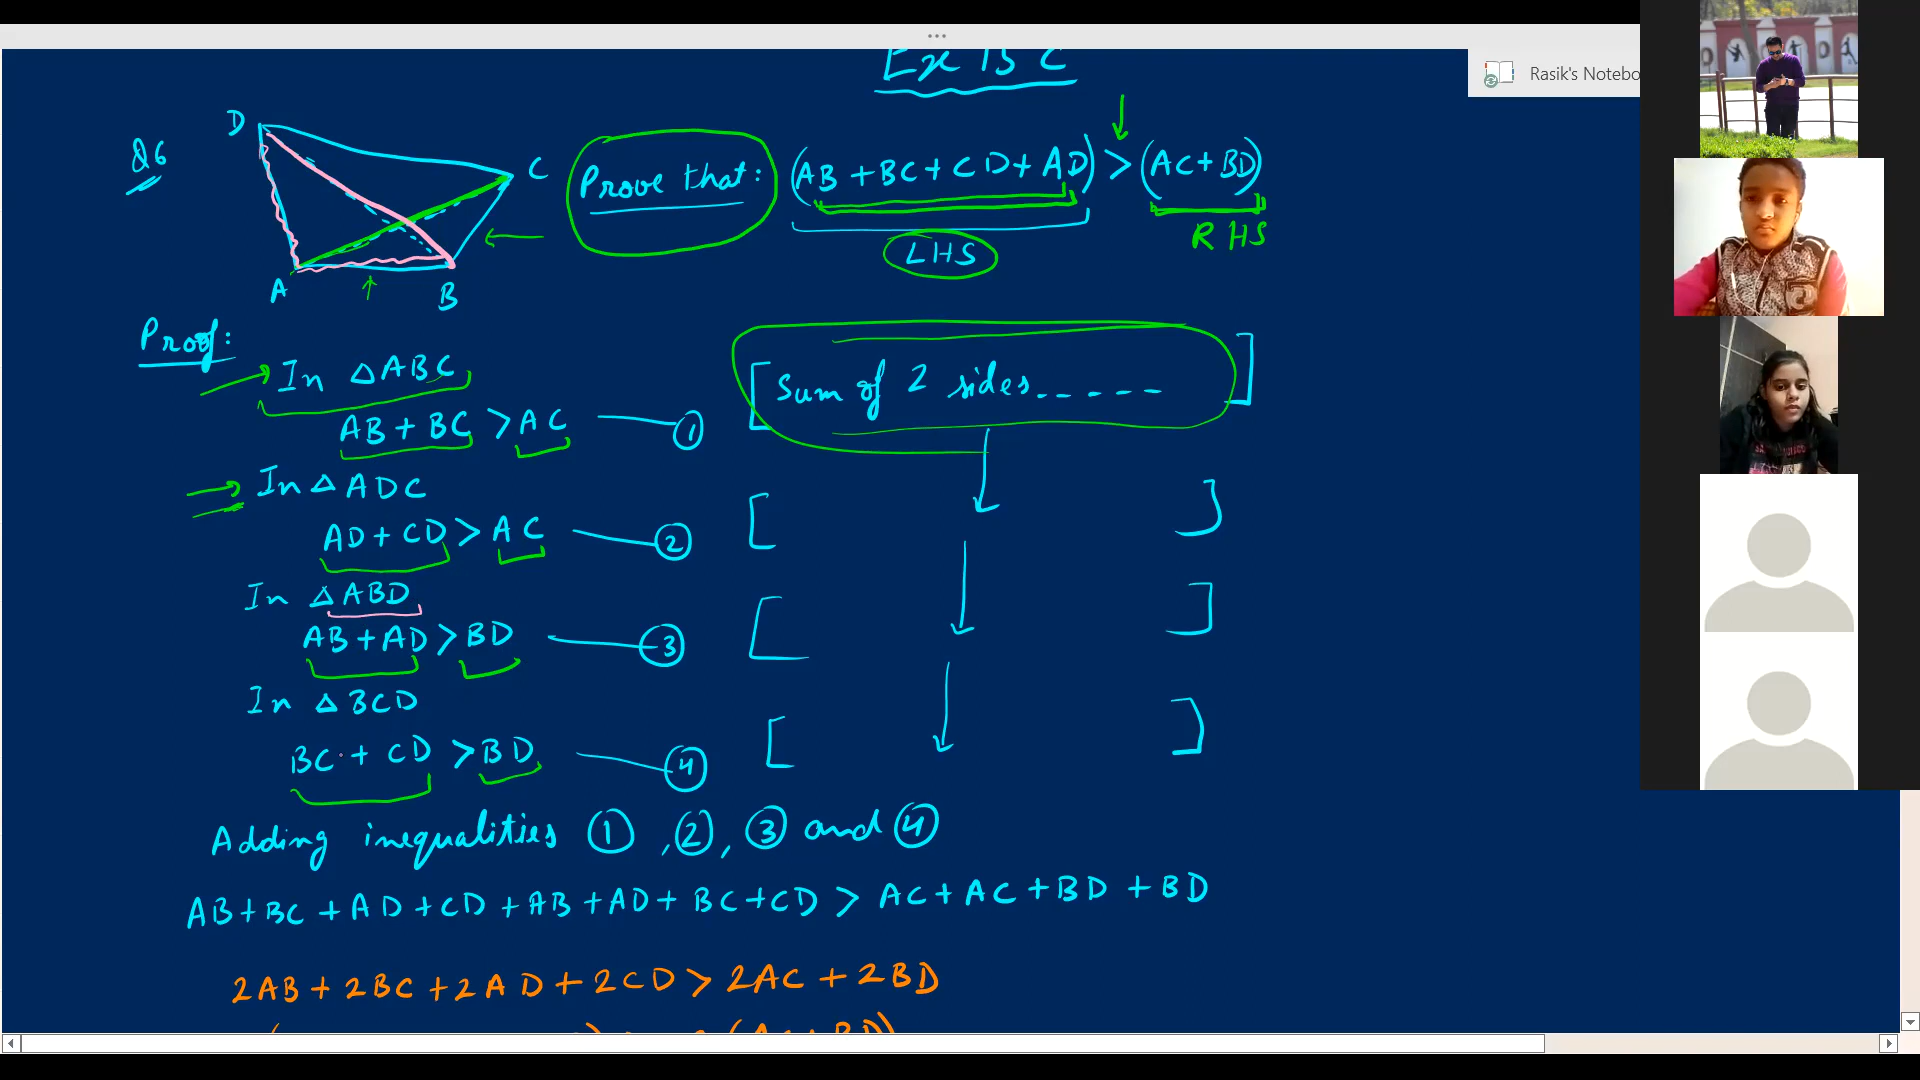 Ex 15 C
Rasik's Notebo
Q6
D
C
A
B
Prove that: (AB + BC + CD + AD) > (AC + BD)
LHS
RHS
Proof:
In △ABC
AB + BC > AC ——①
[Sum of 2 sides.....----]
In △ADC
AD + CD > AC ——②
[ ]
In △ABD
AB + AD > BD ——③
[ ]
In △BCD
BC + CD > BD ——④
[ ]
Adding inequalities ①, ②, ③ and ④
AB + BC + AD + CD + AB + AD + BC + CD > AC + AC + BD + BD
2AB + 2BC + 2AD + 2CD > 2AC + 2BD